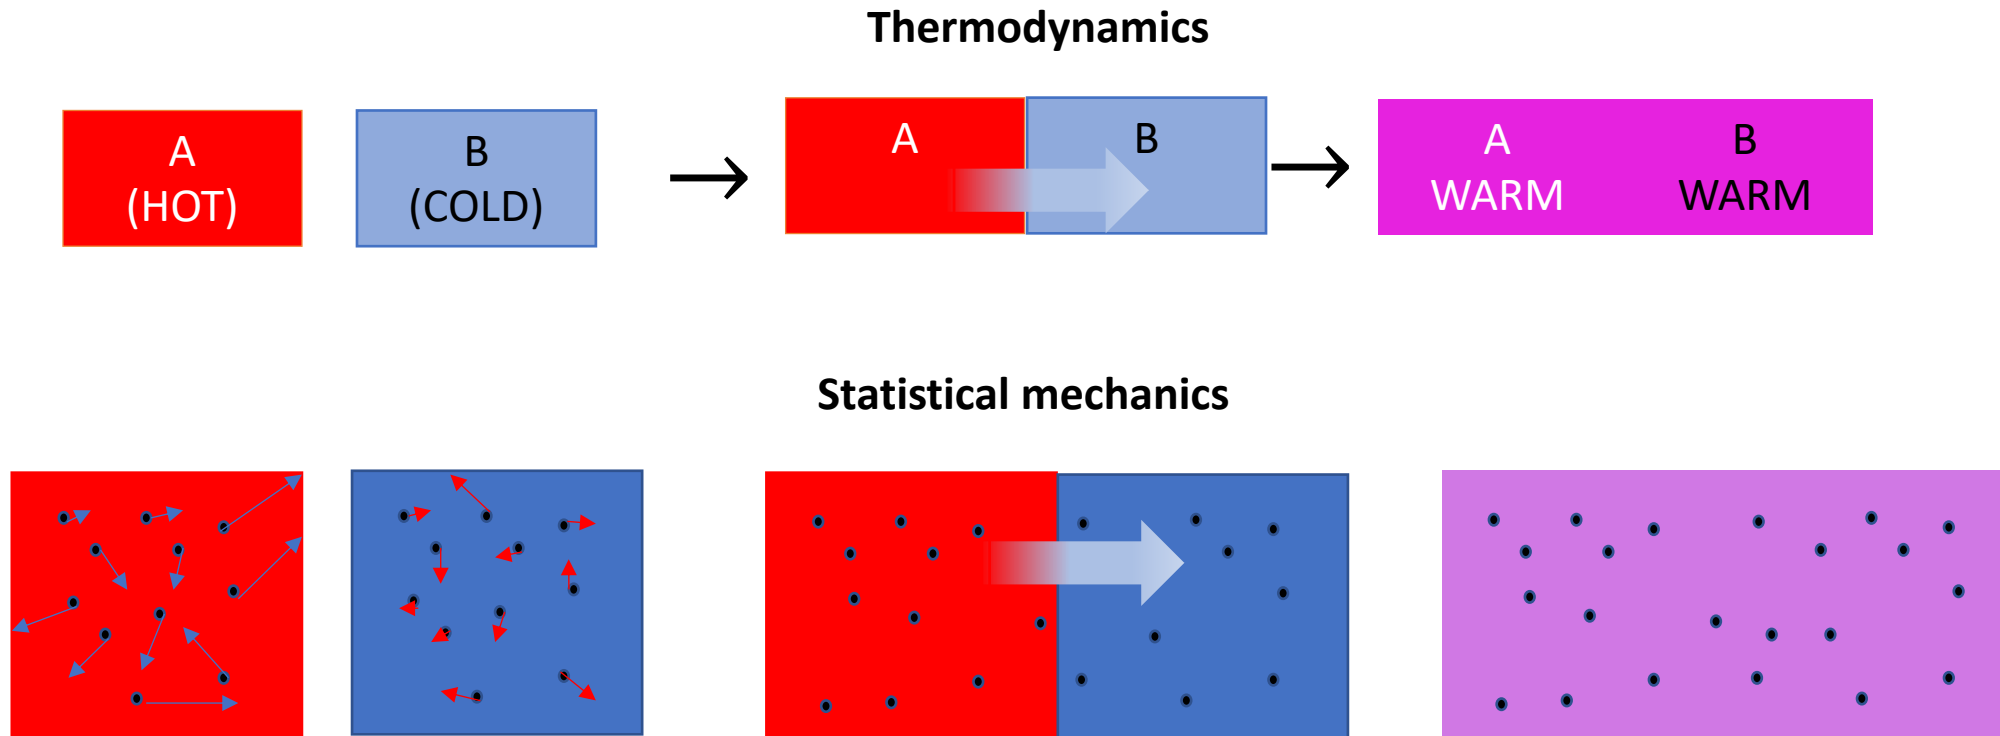 Thermodynamics
A
(HOT)
B
(COLD)
A
B
A
WARM
B
WARM
Statistical mechanics